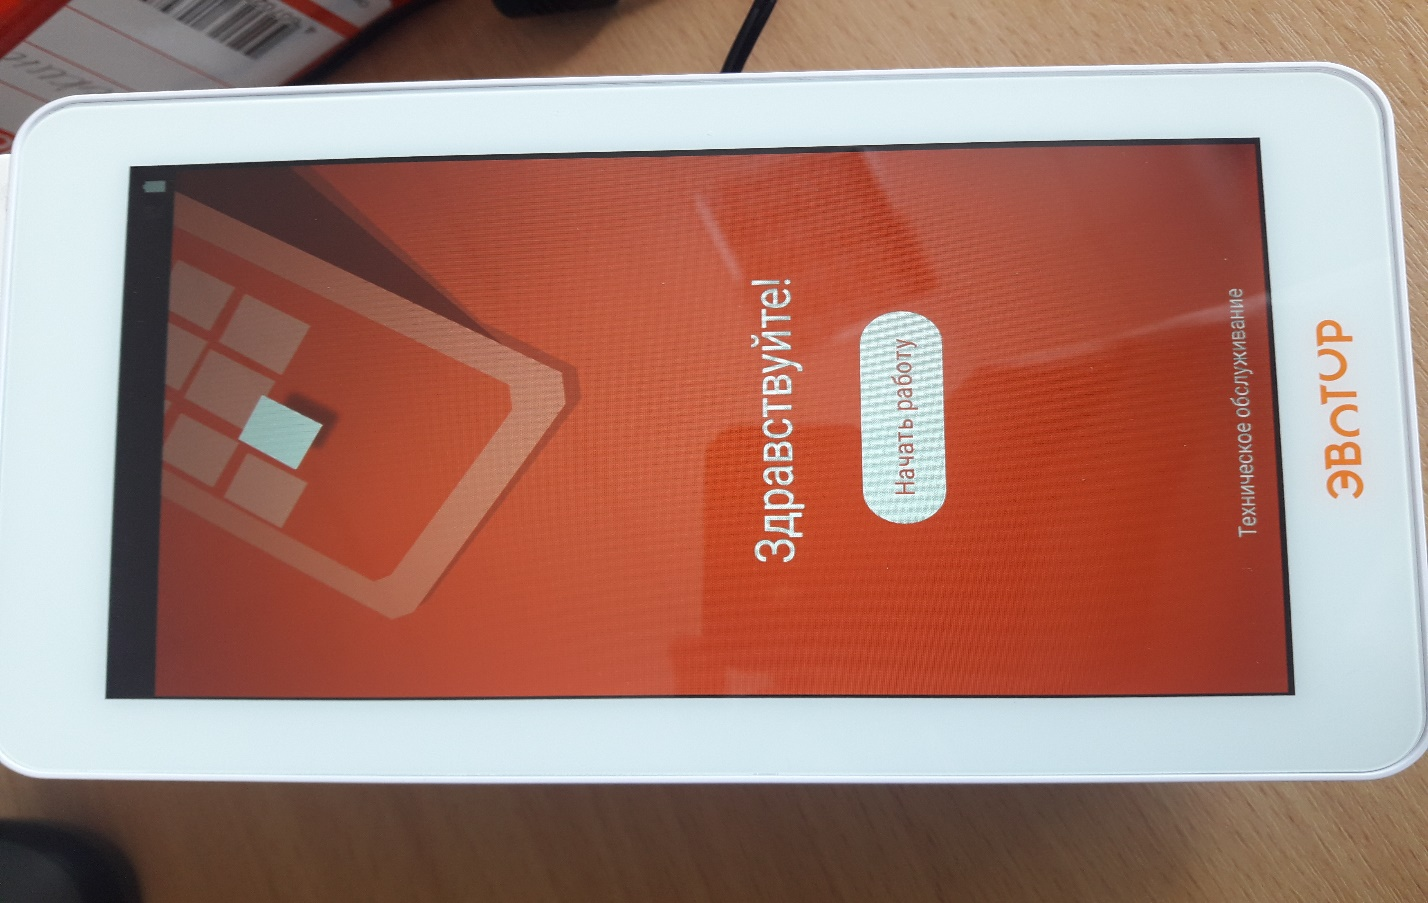 Здравствуйте!
Начать работу
Техническое обслуживание
ЭВОТОР